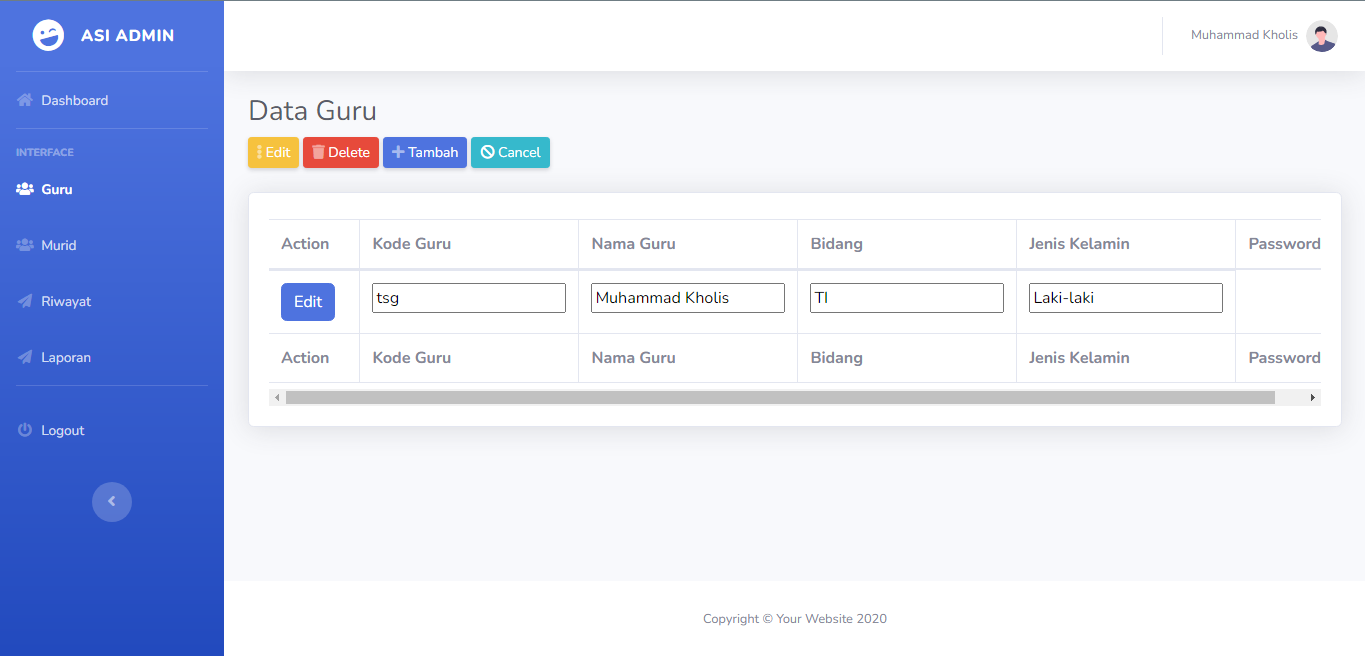 ASI ADMIN
Muhammad Kholis
Dashboard
INTERFACE
Guru
Murid
Riwayat
Laporan
Logout
Data Guru
Edit Delete Tambah Cancel
Action Kode Guru Nama Guru Bidang Jenis Kelamin Password
Edit tsg Muhammad Kholis TI Laki-laki
Action Kode Guru Nama Guru Bidang Jenis Kelamin Password
Copyright © Your Website 2020